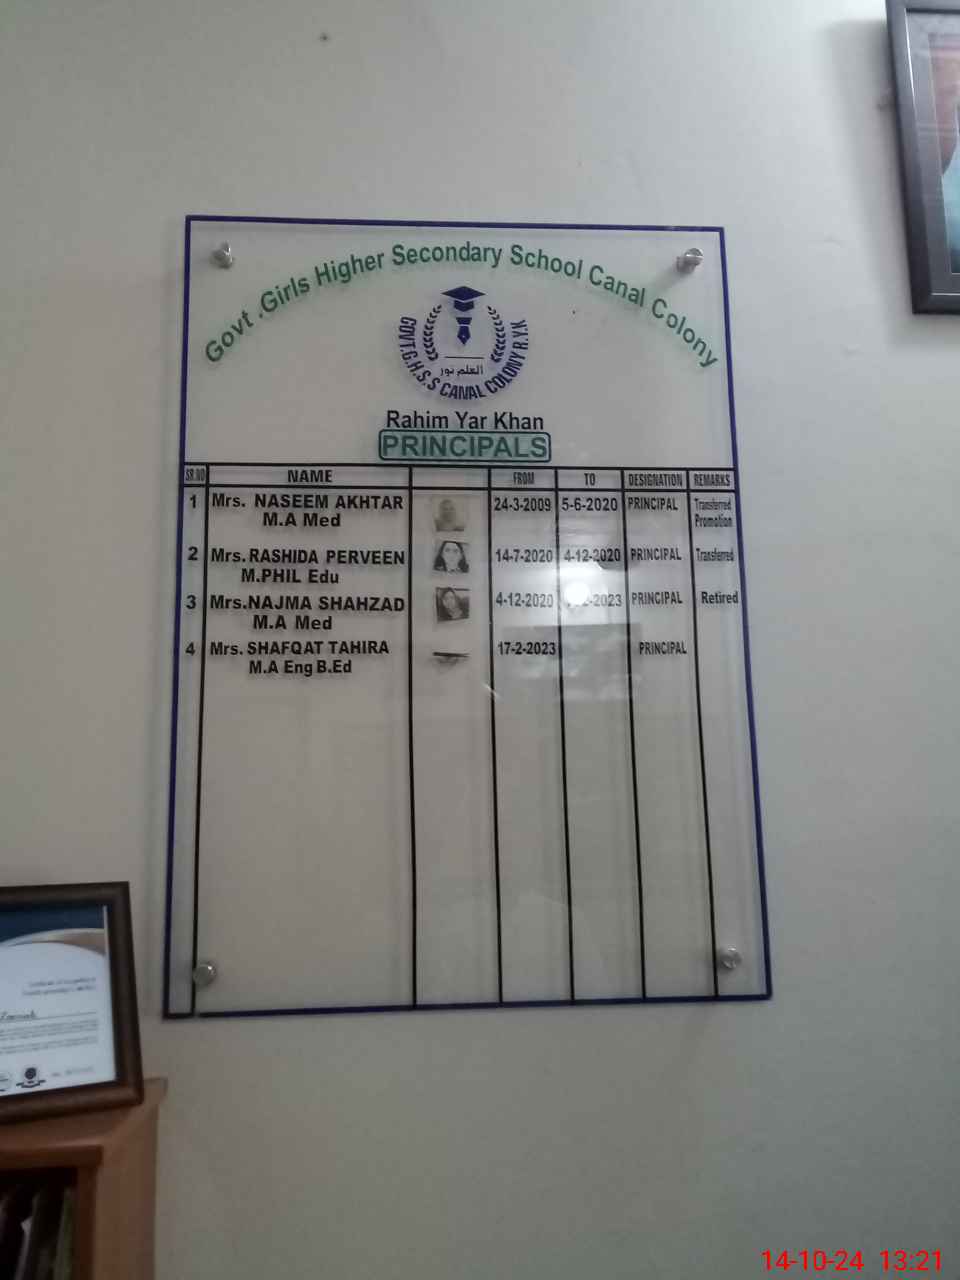 Govt .Girls Higher Secondary School Canal Colony
GOVT.G.H.S.S CANAL COLONY R.Y.K
العلم نور
Rahim Yar Khan
PRINCIPALS
SR.NO NAME FROM TO DESIGNATION REMARKS
1 Mrs. NASEEM AKHTAR 24-3-2009 5-6-2020 PRINCIPAL Transferred
M.A Med Promotion
2 Mrs.RASHIDA PERVEEN 14-7-2020 4-12-2020 PRINCIPAL Transferred
M.PHIL Edu
3 Mrs.NAJMA SHAHZAD 4-12-2020 PRINCIPAL Retired
M.A Med
4 Mrs. SHAFQAT TAHIRA 17-2-2023 PRINCIPAL
M.A Eng B.Ed
14-10-24 13:21